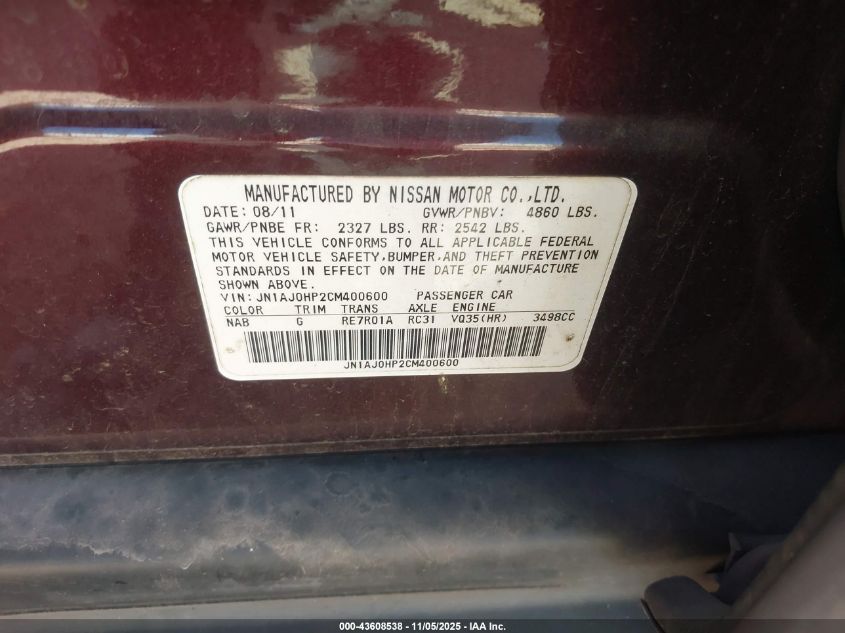 MANUFACTURED BY NISSAN MOTOR CO.,LTD.
DATE: 08/11 GVWR/PNBV: 4860 LBS.
GAWR/PNBE FR: 2327 LBS. RR: 2542 LBS.
THIS VEHICLE CONFORMS TO ALL APPLICABLE FEDERAL
MOTOR VEHICLE SAFETY,BUMPER,AND THEFT PREVENTION
STANDARDS IN EFFECT ON THE DATE OF MANUFACTURE
SHOWN ABOVE.
VIN: JN1AJ0HP2CM400600 PASSENGER CAR
COLOR TRIM TRANS AXLE ENGINE
NAB G RE7R01A RC31 VQ35(HR) 3498CC
JN1AJ0HP2CM400600
000-43608538 - 11/05/2025 - IAA Inc.